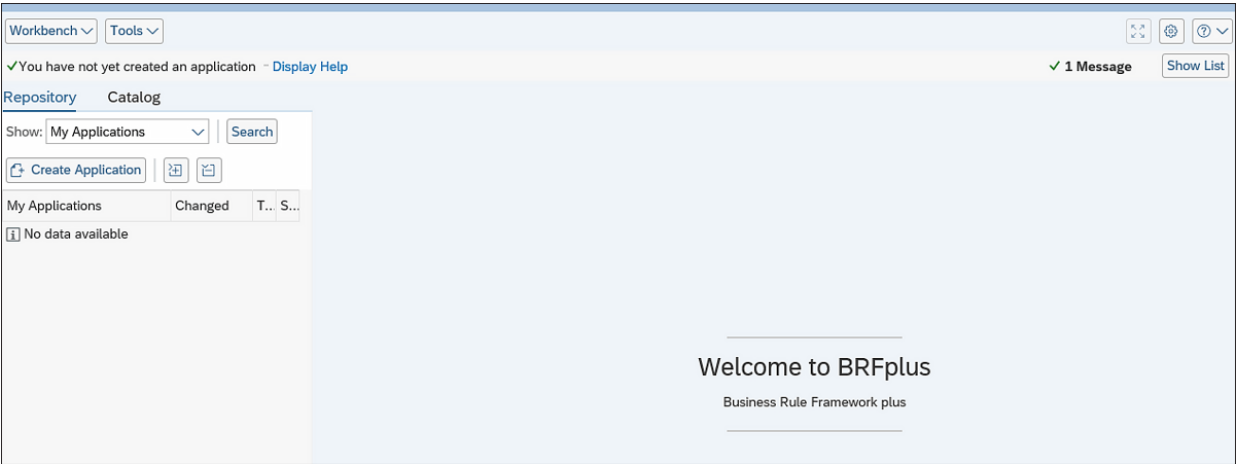 Workbench Tools
You have not yet created an application - Display Help 1 Message Show List
Repository Catalog
Show: My Applications Search
Create Application
My Applications Changed T... S...
No data available
Welcome to BRFplus
Business Rule Framework plus